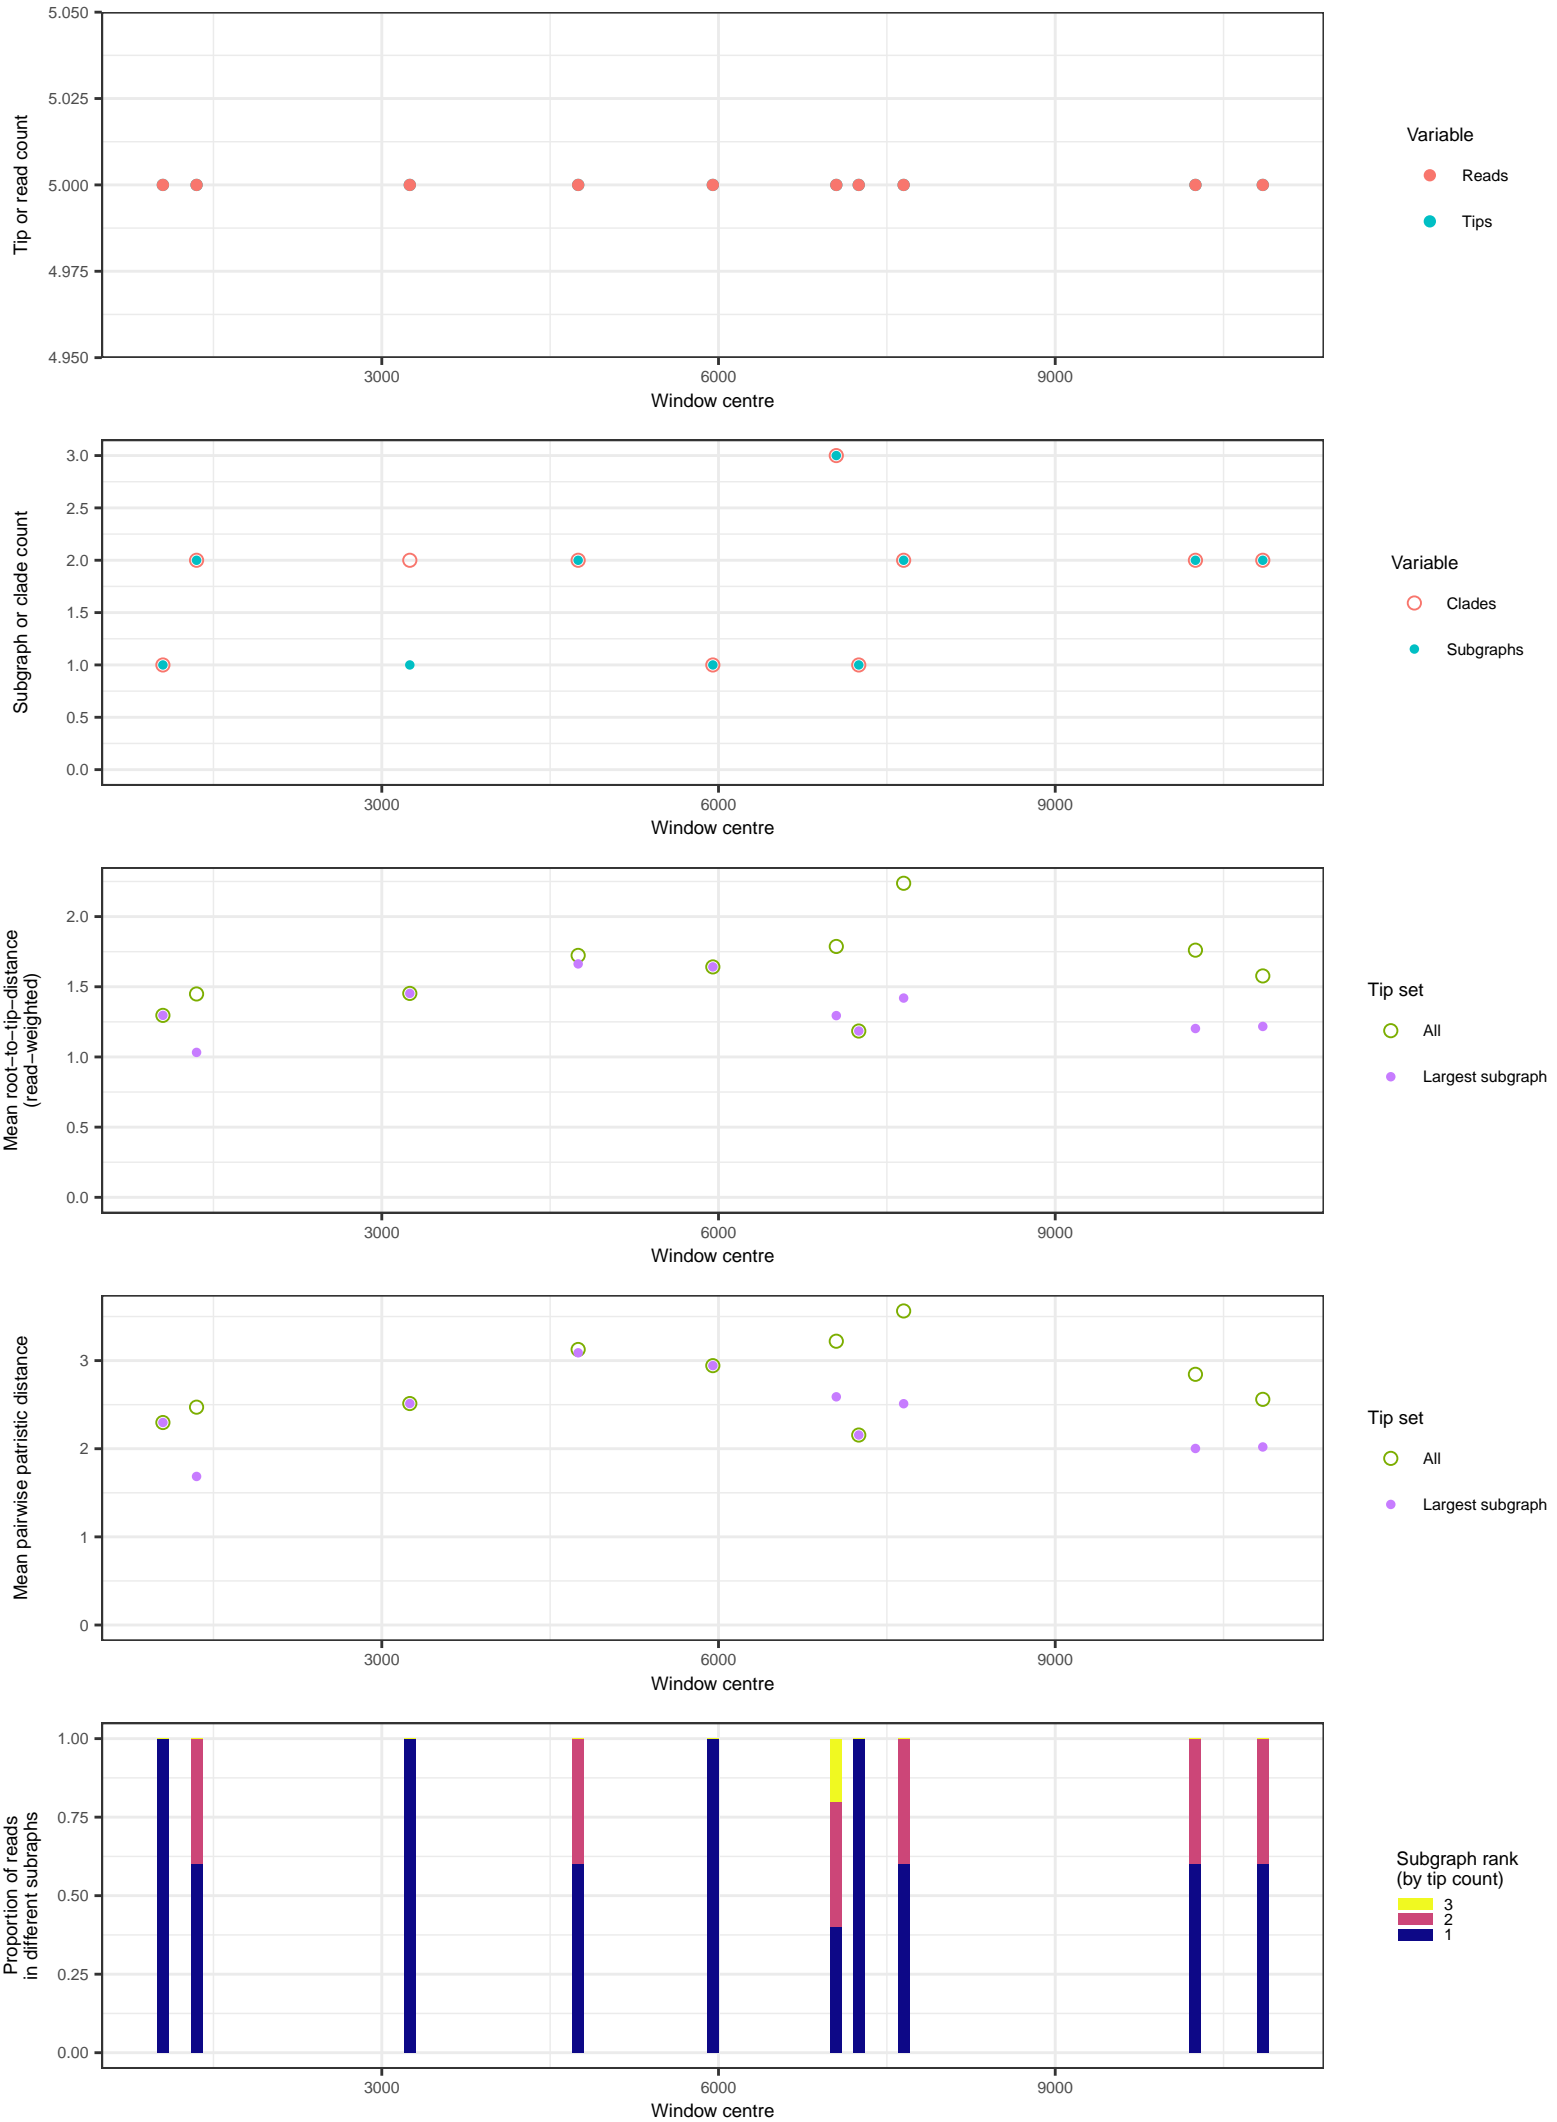 5.050
5.025
5.000
4.975
4.950
Tip or read count
3000 6000 9000
Window centre
Variable
Reads
Tips
3.0
2.5
2.0
1.5
1.0
0.5
0.0
Subgraph or clade count
3000 6000 9000
Window centre
Variable
Clades
Subgraphs
2.0
1.5
1.0
0.5
0.0
Mean root−to−tip−distance
(read−weighted)
3000 6000 9000
Window centre
Tip set
All
Largest subgraph
3
2
1
0
Mean pairwise patristic distance
3000 6000 9000
Window centre
Tip set
All
Largest subgraph
1.00
0.75
0.50
0.25
0.00
Proportion of reads
in different subraphs
3000 6000 9000
Window centre
Subgraph rank
(by tip count)
3
2
1